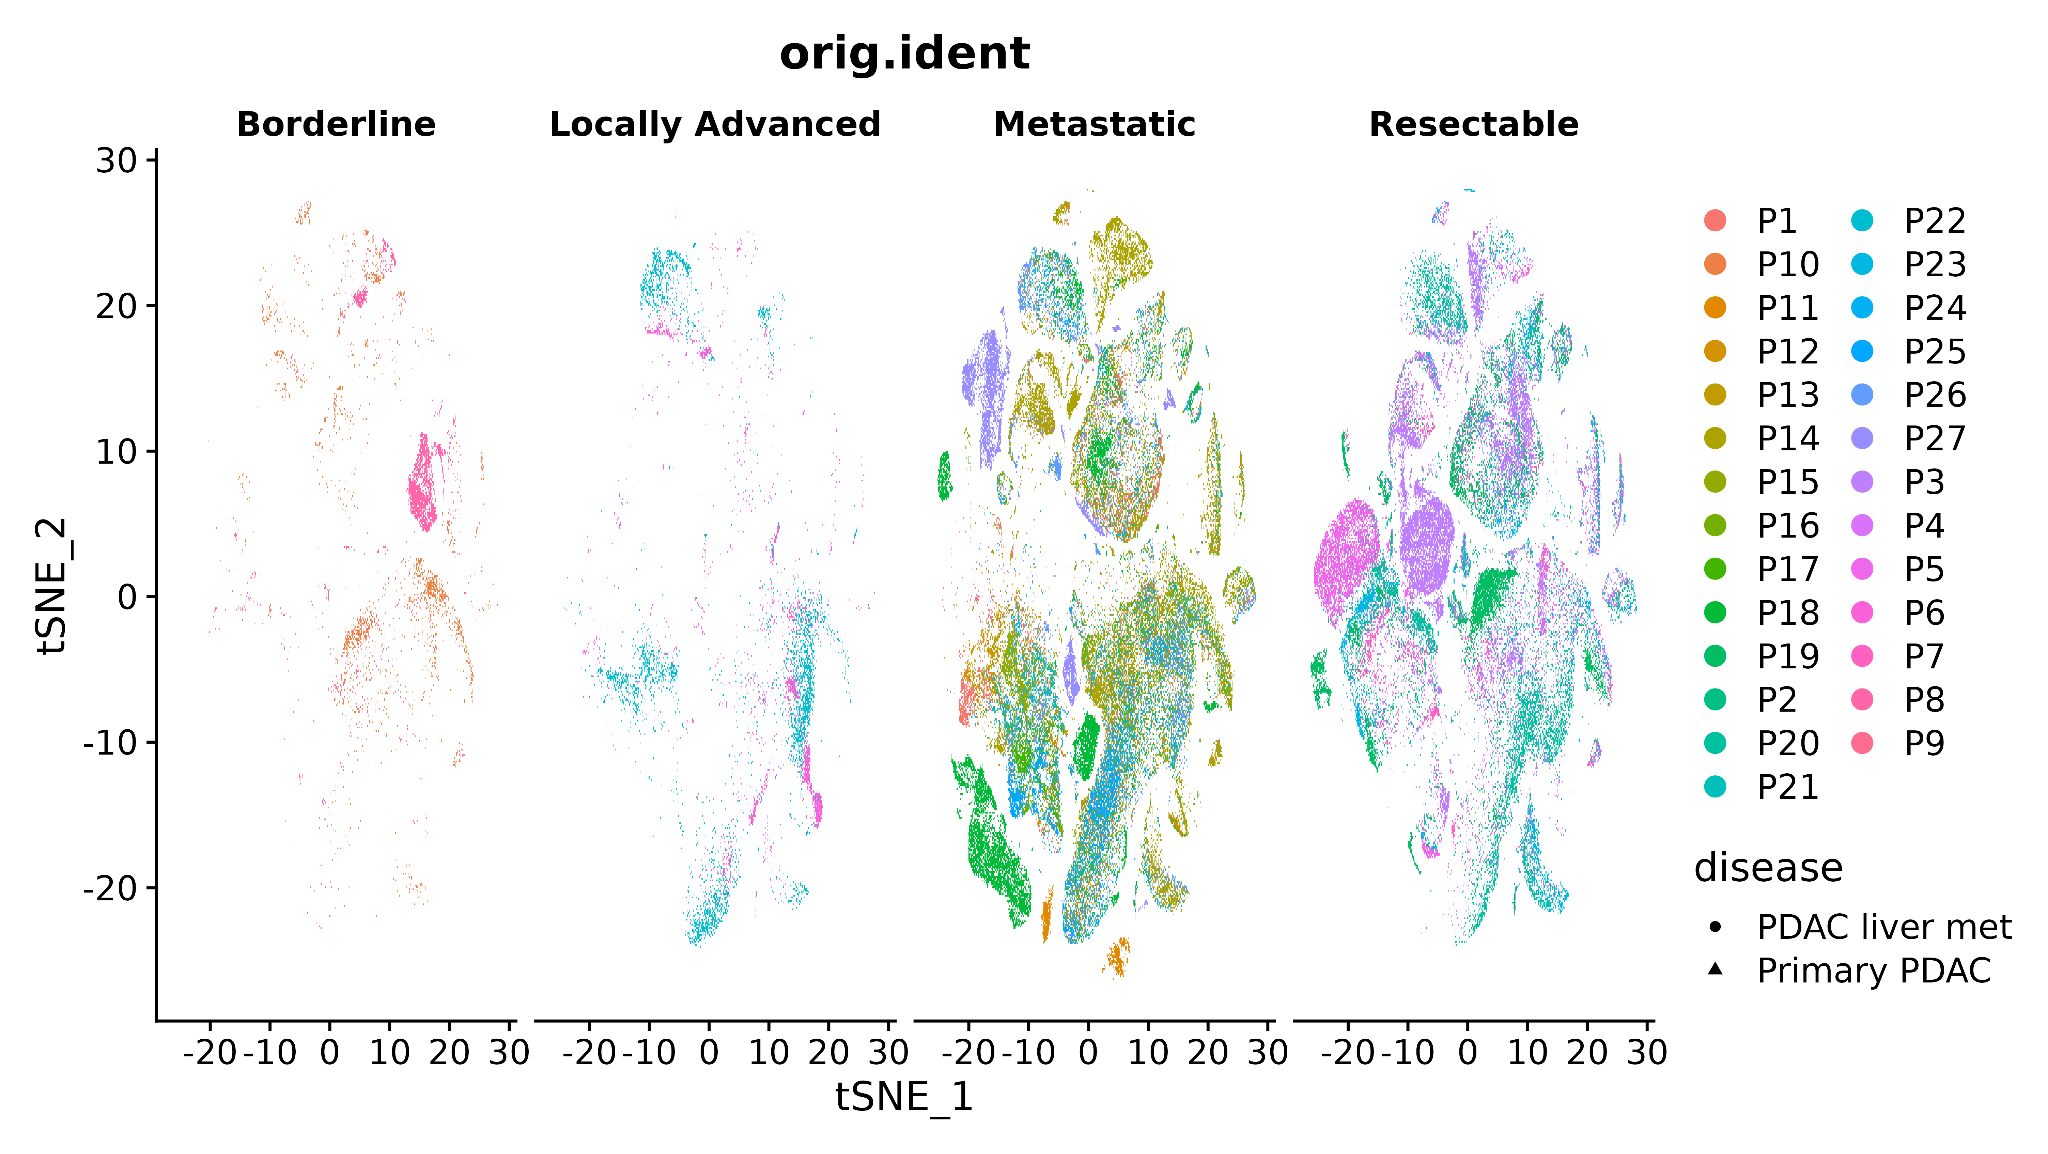 orig.ident
Borderline Locally Advanced Metastatic Resectable
30
20
10
0
-10
-20
tSNE_2
-20 -10 0 10 20 30 -20 -10 0 10 20 30 -20 -10 0 10 20 30 -20 -10 0 10 20 30
tSNE_1
P1 P22
P10 P23
P11 P24
P12 P25
P13 P26
P14 P27
P15 P3
P16 P4
P17 P5
P18 P6
P19 P7
P2 P8
P20 P9
P21
disease
PDAC liver met
Primary PDAC